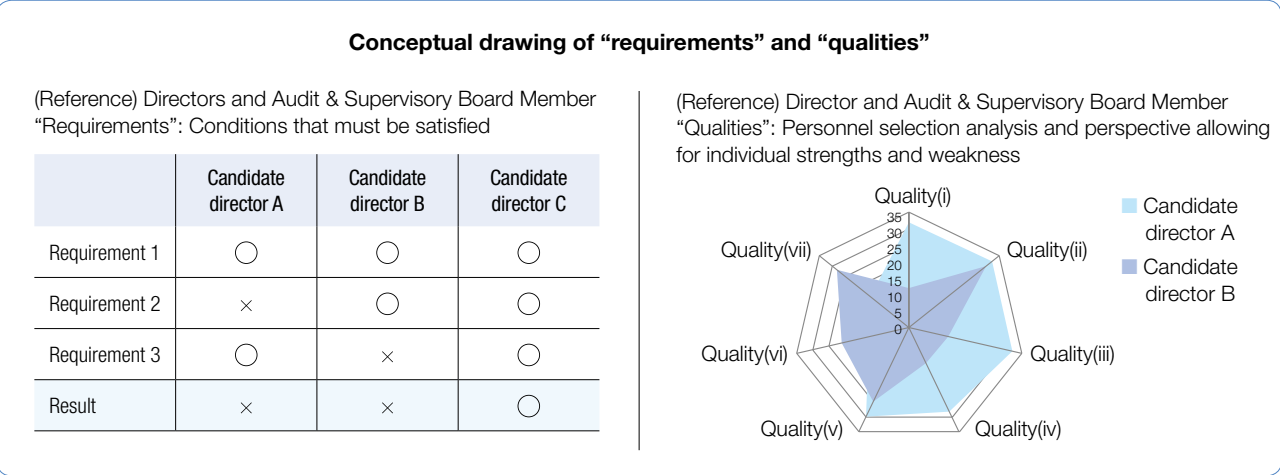 Conceptual drawing of “requirements” and “qualities”
(Reference) Directors and Audit & Supervisory Board Member
“Requirements”: Conditions that must be satisfied
Candidate director A
Candidate director B
Candidate director C
Requirement 1 ○ ○ ○
Requirement 2 × ○ ○
Requirement 3 ○ × ○
Result × × ○
(Reference) Director and Audit & Supervisory Board Member
“Qualities”: Personnel selection analysis and perspective allowing
for individual strengths and weakness
Quality(i)
Quality(ii)
Quality(iii)
Quality(iv)
Quality(v)
Quality(vi)
Quality(vii)
35
30
25
20
15
10
5
0
Candidate
director A
Candidate
director B